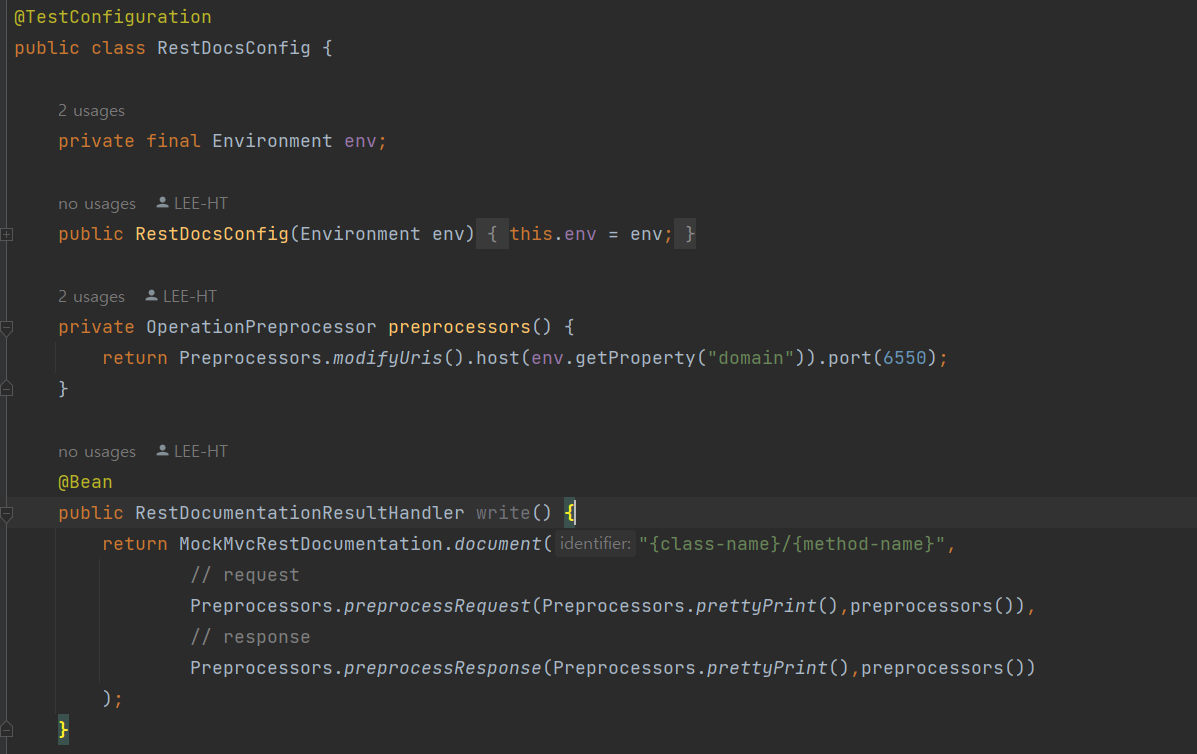 @TestConfiguration
public class RestDocsConfig {
2 usages
private final Environment env;
no usages LEE-HT
public RestDocsConfig(Environment env) { this.env = env; }
2 usages LEE-HT
private OperationPreprocessor preprocessors() {
return Preprocessors.modifyUris().host(env.getProperty("domain")).port(6550);
}
no usages LEE-HT
@Bean
public RestDocumentationResultHandler write() {
return MockMvcRestDocumentation.document( identifier: "{class-name}/{method-name}",
// request
Preprocessors.preprocessRequest(Preprocessors.prettyPrint(),preprocessors()),
// response
Preprocessors.preprocessResponse(Preprocessors.prettyPrint(),preprocessors())
);
}